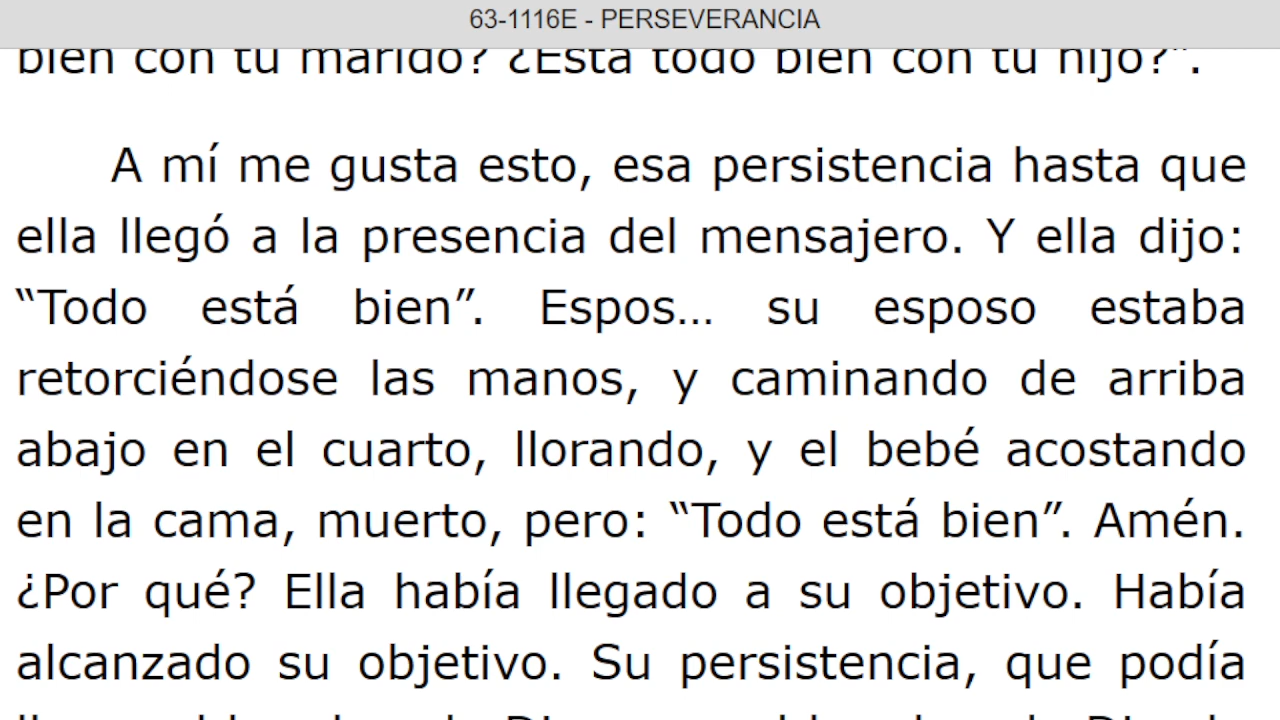 63-1116E - PERSEVERANCIA
bien con tu marido? ¿Está todo bien con tu hijo?”.
A mí me gusta esto, esa persistencia hasta que
ella llegó a la presencia del mensajero. Y ella dijo:
“Todo está bien”. Espos… su esposo estaba
retorciéndose las manos, y caminando de arriba
abajo en el cuarto, llorando, y el bebé acostando
en la cama, muerto, pero: “Todo está bien”. Amén.
¿Por qué? Ella había llegado a su objetivo. Había
alcanzado su objetivo. Su persistencia, que podía